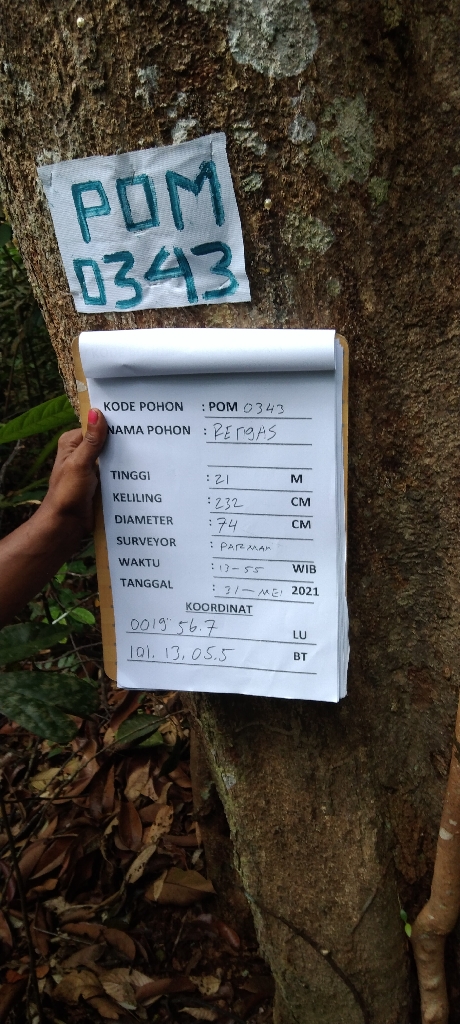 POM
0343
KODE POHON : POM 0343
NAMA POHON : RENGAS
TINGGI : 21 M
KELILING : 232 CM
DIAMETER : 74 CM
SURVEYOR : PARMAN
WAKTU : 13-55 WIB
TANGGAL : 31-MEI 2021
KOORDINAT
0019 56.7 LU
101. 13. 05.5 BT